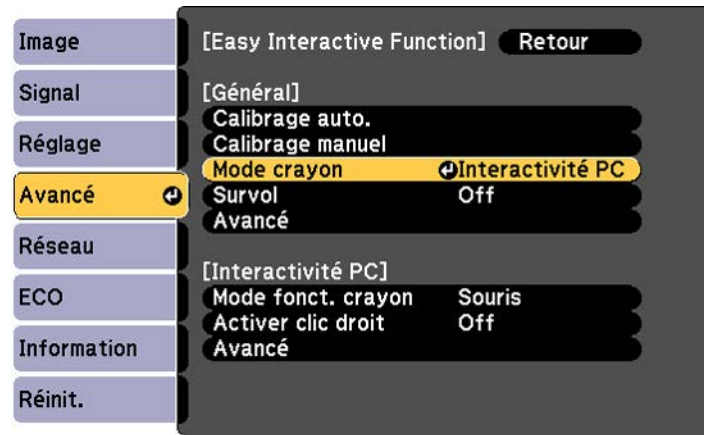 Image
Signal
Réglage
Avancé
Réseau
ECO
Information
Réinit.
[Easy Interactive Function] Retour
[Général]
Calibrage auto.
Calibrage manuel
Mode crayon Interactivité PC
Survol Off
Avancé
[Interactivité PC]
Mode fonct. crayon Souris
Activer clic droit Off
Avancé